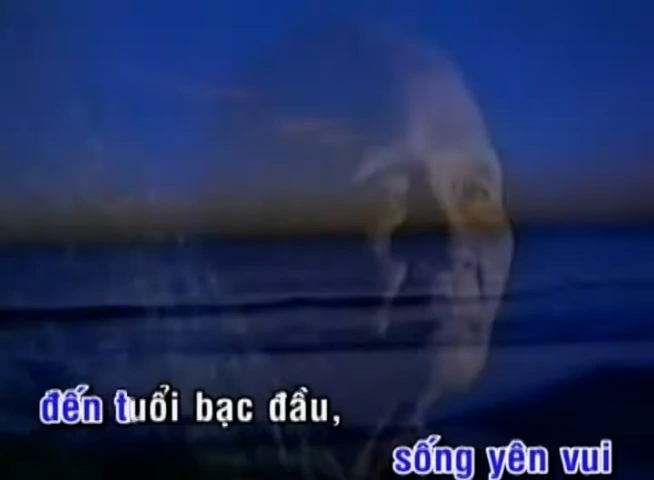 đến tuổi bạc đầu,
sống yên vui